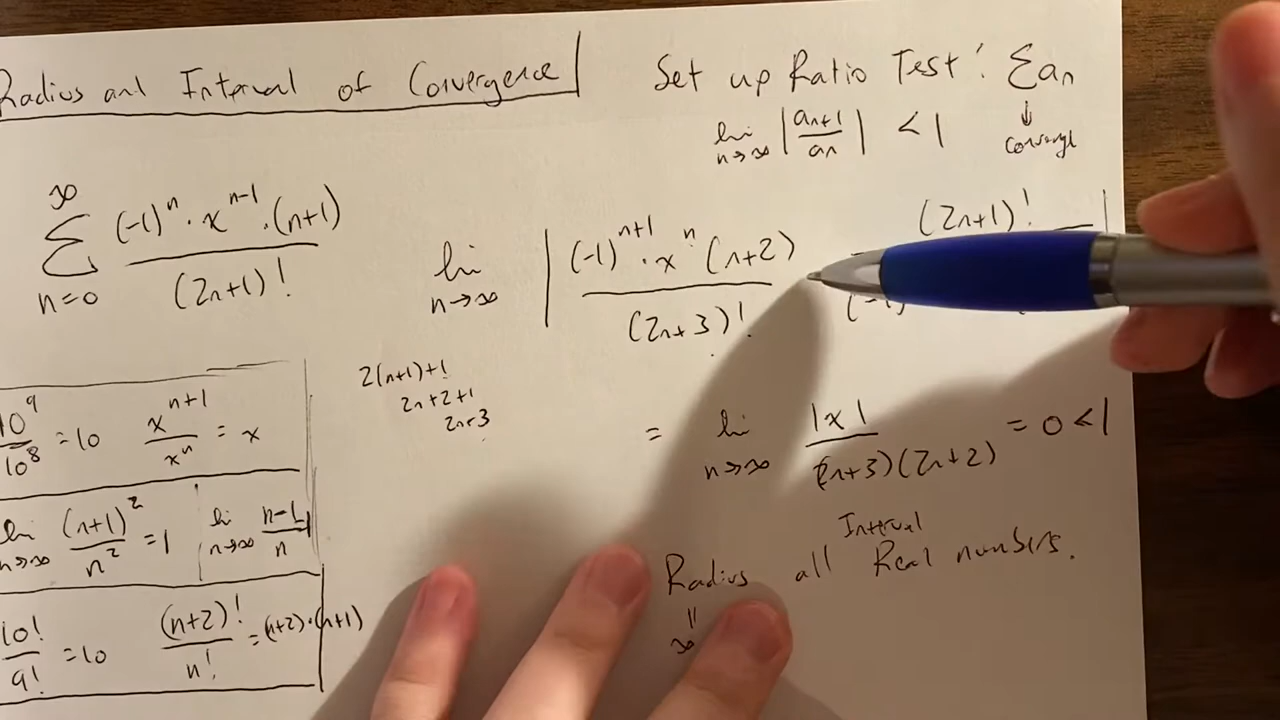 Radius and Interval of Convergence
Set up Ratio Test: Σan
lim n→∞ |an+1/an| < 1
↓
converge
∞ Σ n=0 (-1)^n · x^(n-1) · (n+1) / (2n+1)!
lim n→∞ | (-1)^(n+1) · x^n (n+2) / (2n+3)! · (2n+1)! / (-1) |
2(n+1)+1
2n+2+1
2n+3
= lim n→∞ |x| / (2n+3)(2n+2) = 0 < 1
Interval
Radius all Real numbers.
||
∞
10^9/10^8 = 10 x^(n+1)/x^n = x
lim n→∞ (n+1)^2/n^2 = 1 lim n→∞ n-1/n
10!/9! = 10 (n+2)!/n! = (n+2)·(n+1)